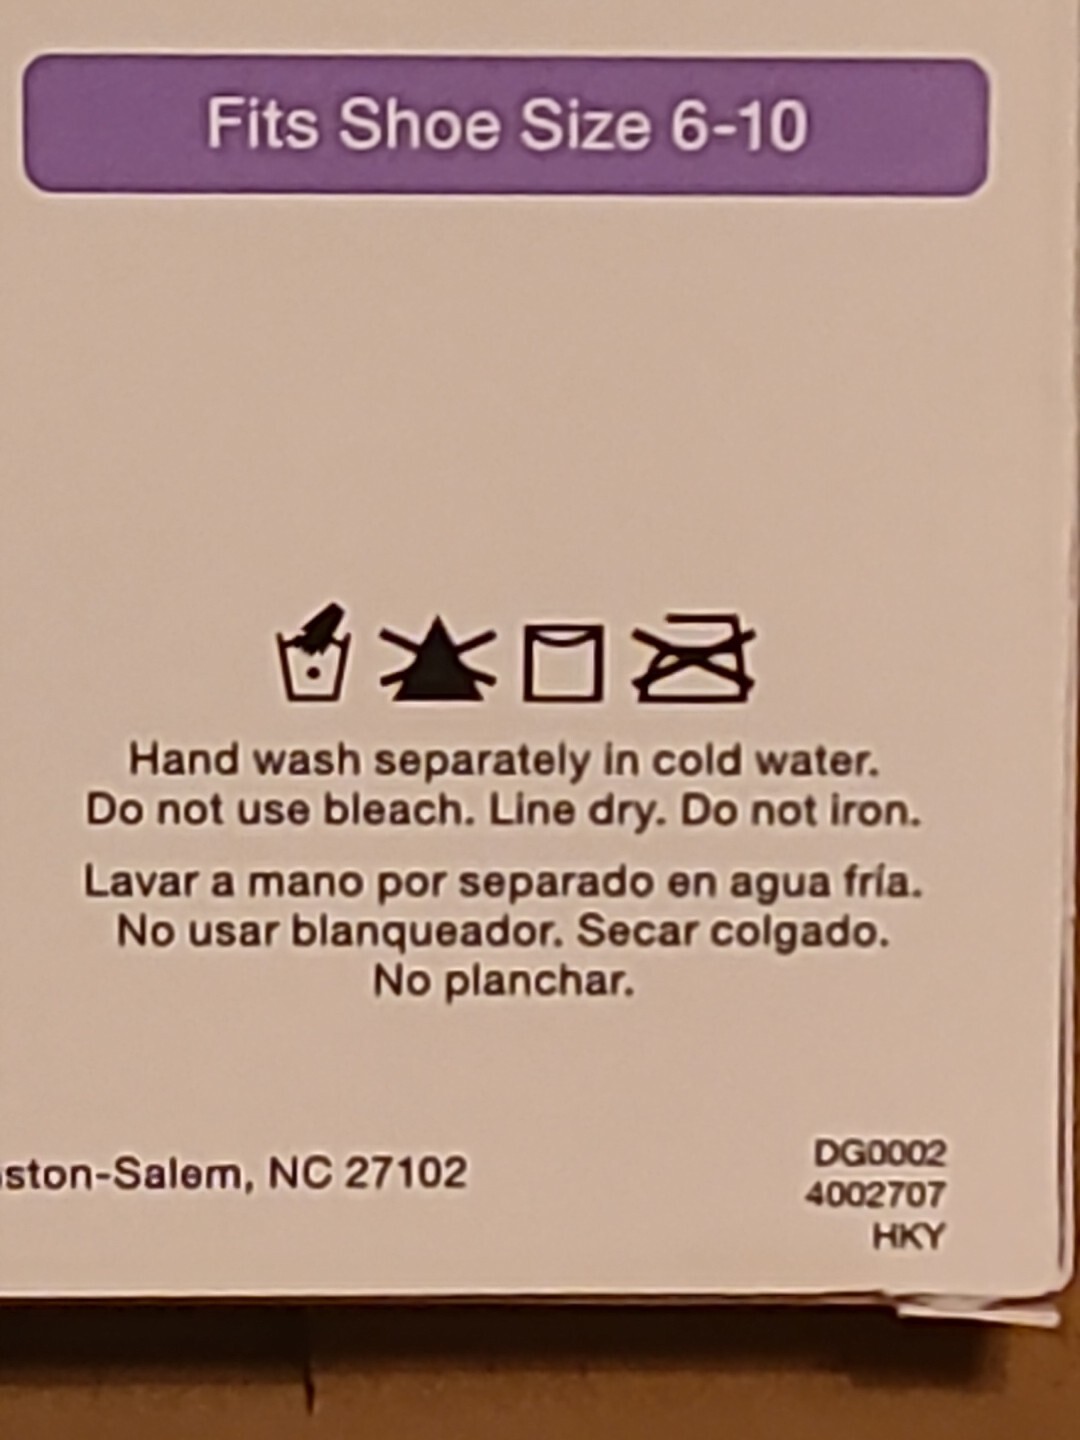 Fits Shoe Size 6-10
Hand wash separately in cold water.
Do not use bleach. Line dry. Do not iron.
Lavar a mano por separado en agua fría.
No usar blanqueador. Secar colgado.
No planchar.
ston-Salem, NC 27102
DG0002
4002707
HKY